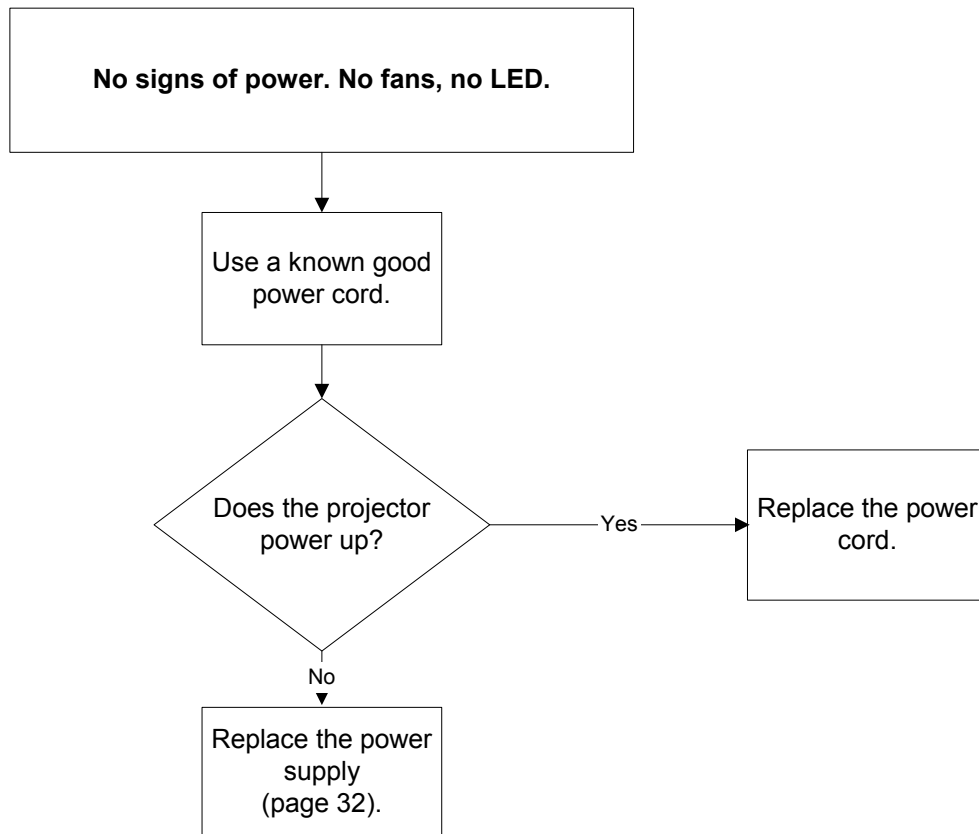 No signs of power. No fans, no LED.
Use a known good
power cord.
Does the projector
power up?
Yes
Replace the power
cord.
No
Replace the power
supply
(page 32).